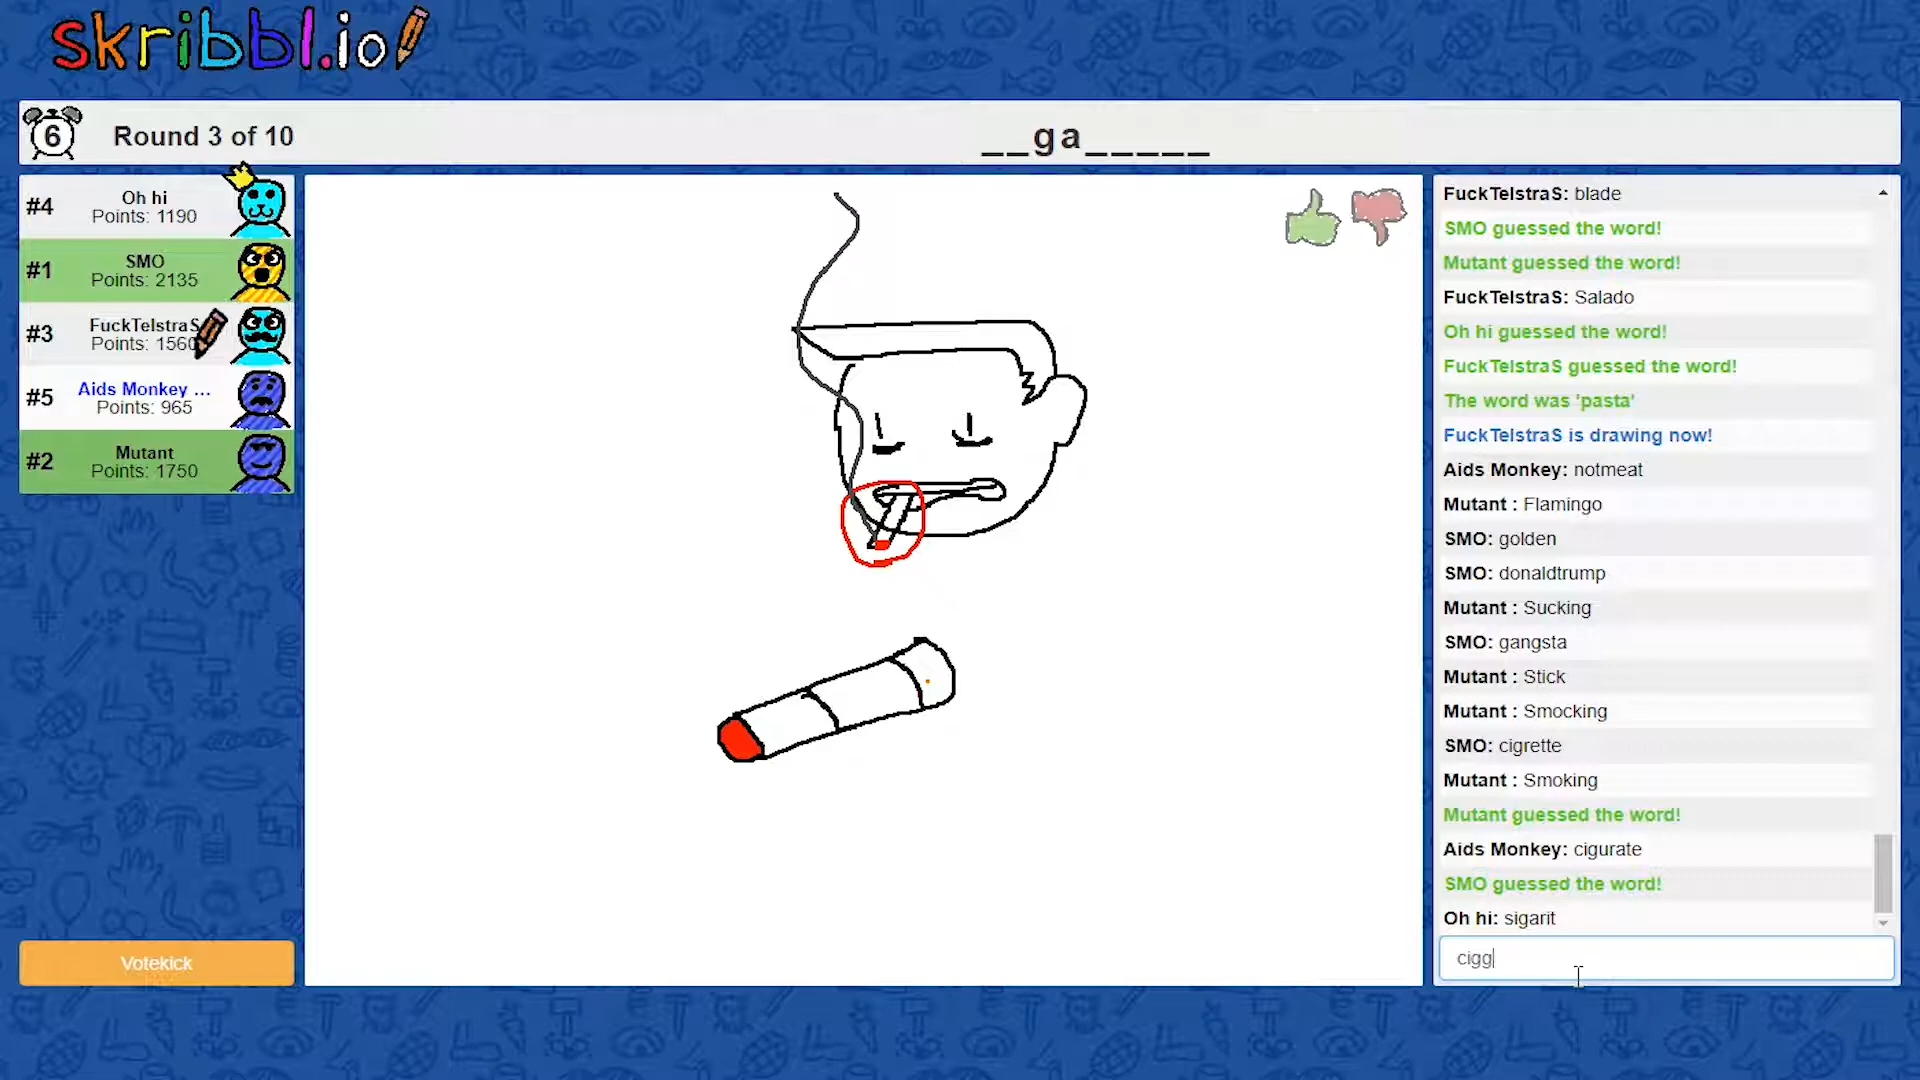 skribbl.io
6
Round 3 of 10
__ga_____
#4
Oh hi
Points: 1190
#1
SMO
Points: 2135
#3
FuckTelstraS
Points: 1560
#5
Aids Monkey ...
Points: 965
#2
Mutant
Points: 1750
Votekick
FuckTelstraS: blade
SMO guessed the word!
Mutant guessed the word!
FuckTelstraS: Salado
Oh hi guessed the word!
FuckTelstraS guessed the word!
The word was 'pasta'
FuckTelstraS is drawing now!
Aids Monkey: notmeat
Mutant : Flamingo
SMO: golden
SMO: donaldtrump
Mutant : Sucking
SMO: gangsta
Mutant : Stick
Mutant : Smocking
SMO: cigrette
Mutant : Smoking
Mutant guessed the word!
Aids Monkey: cigurate
SMO guessed the word!
Oh hi: sigarit
cigg